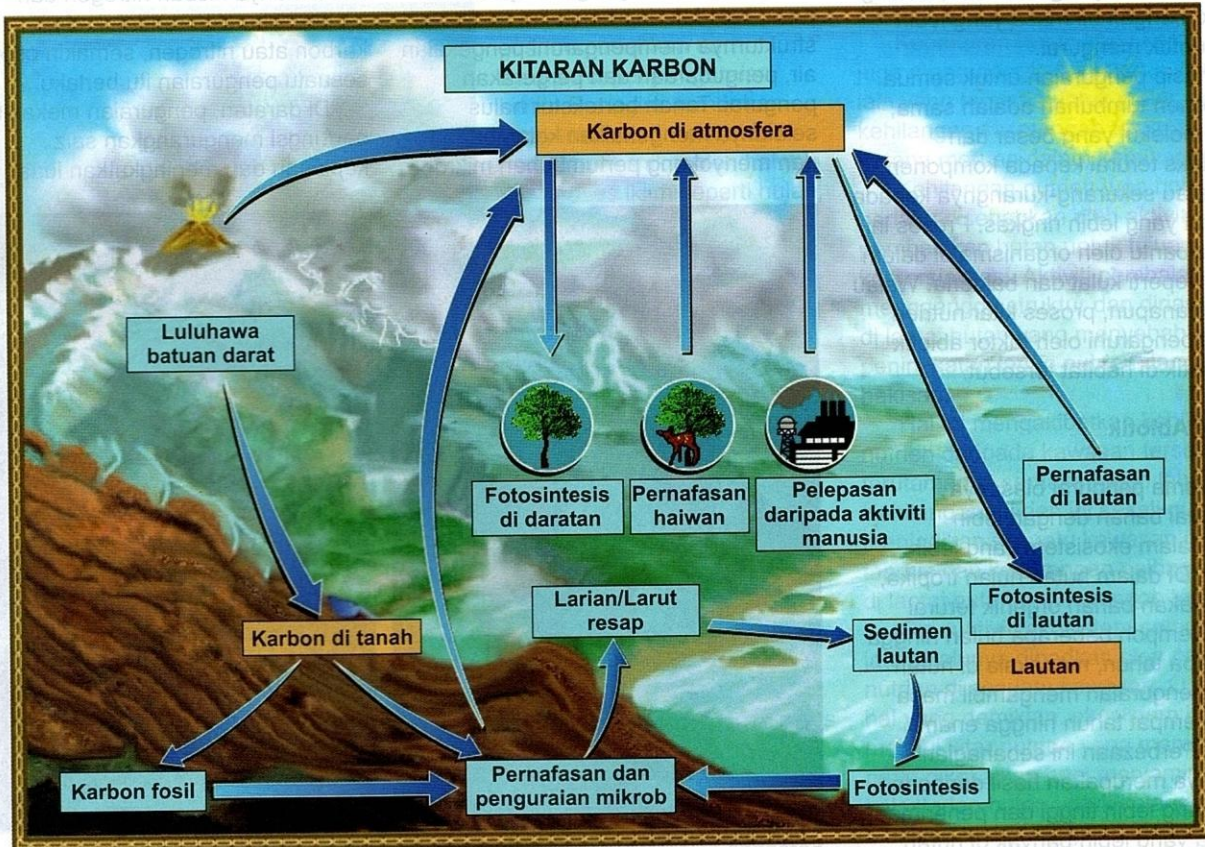 KITARAN KARBON
Karbon di atmosfera
Luluhawa
batuan darat
Fotosintesis
di daratan
Pernafasan
haiwan
Pelepasan
daripada aktiviti
manusia
Pernafasan
di lautan
Larian/Larut
resap
Sedimen
lautan
Fotosintesis
di lautan
Lautan
Karbon di tanah
Karbon fosil
Pernafasan dan
penguraian mikrob
Fotosintesis